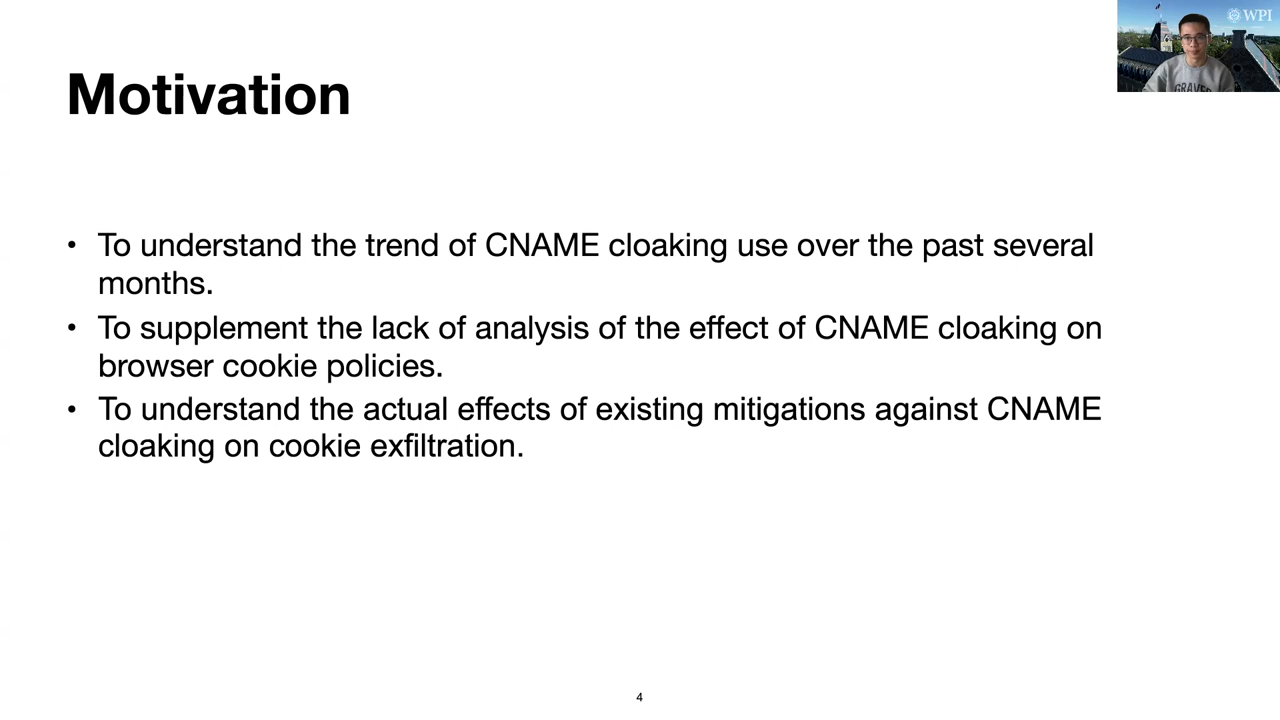 WPI
Motivation
• To understand the trend of CNAME cloaking use over the past several
months.
• To supplement the lack of analysis of the effect of CNAME cloaking on
browser cookie policies.
• To understand the actual effects of existing mitigations against CNAME
cloaking on cookie exfiltration.
4